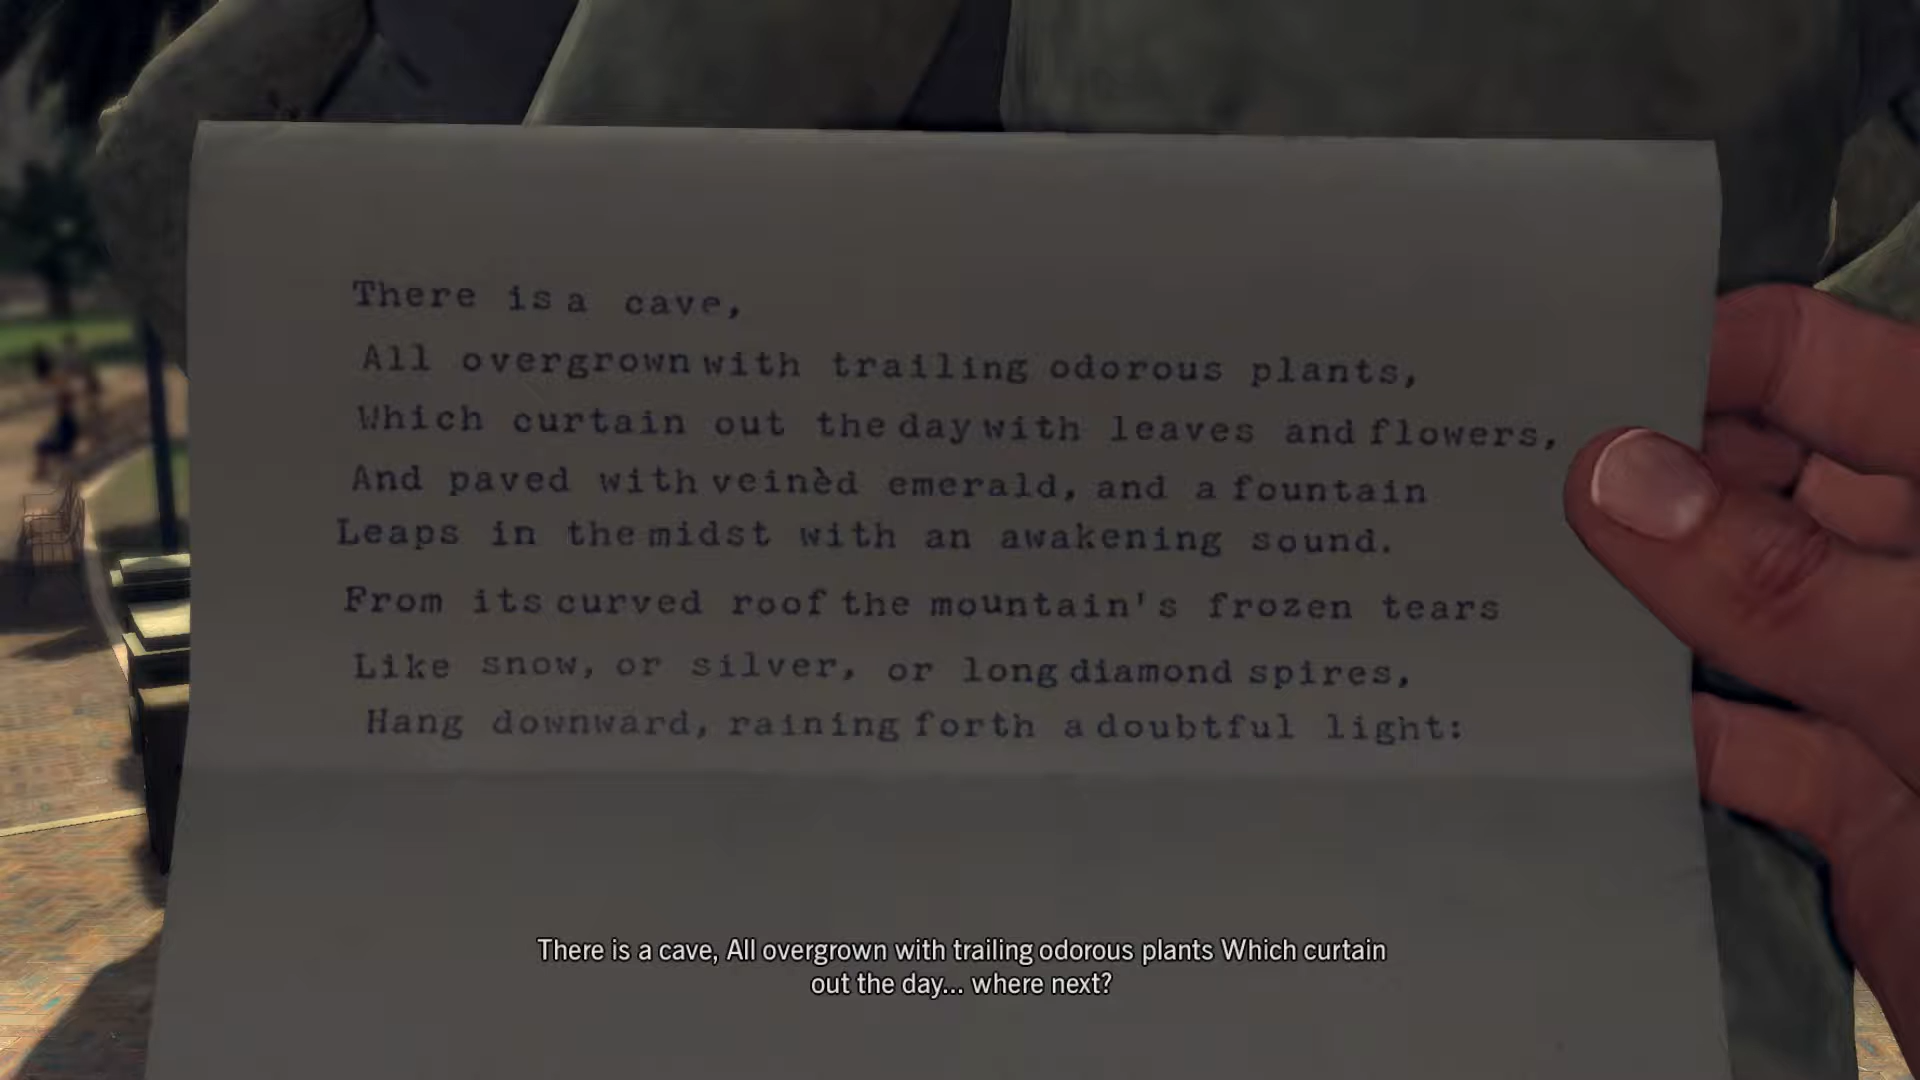 There is a cave,
All overgrown with trailing odorous plants,
Which curtain out the day with leaves and flowers,
And paved with veinèd emerald, and a fountain
Leaps in the midst with an awakening sound.
From its curved roof the mountain's frozen tears
Like snow, or silver, or long diamond spires,
Hang downward, raining forth a doubtful light:
There is a cave, All overgrown with trailing odorous plants Which curtain
out the day... where next?